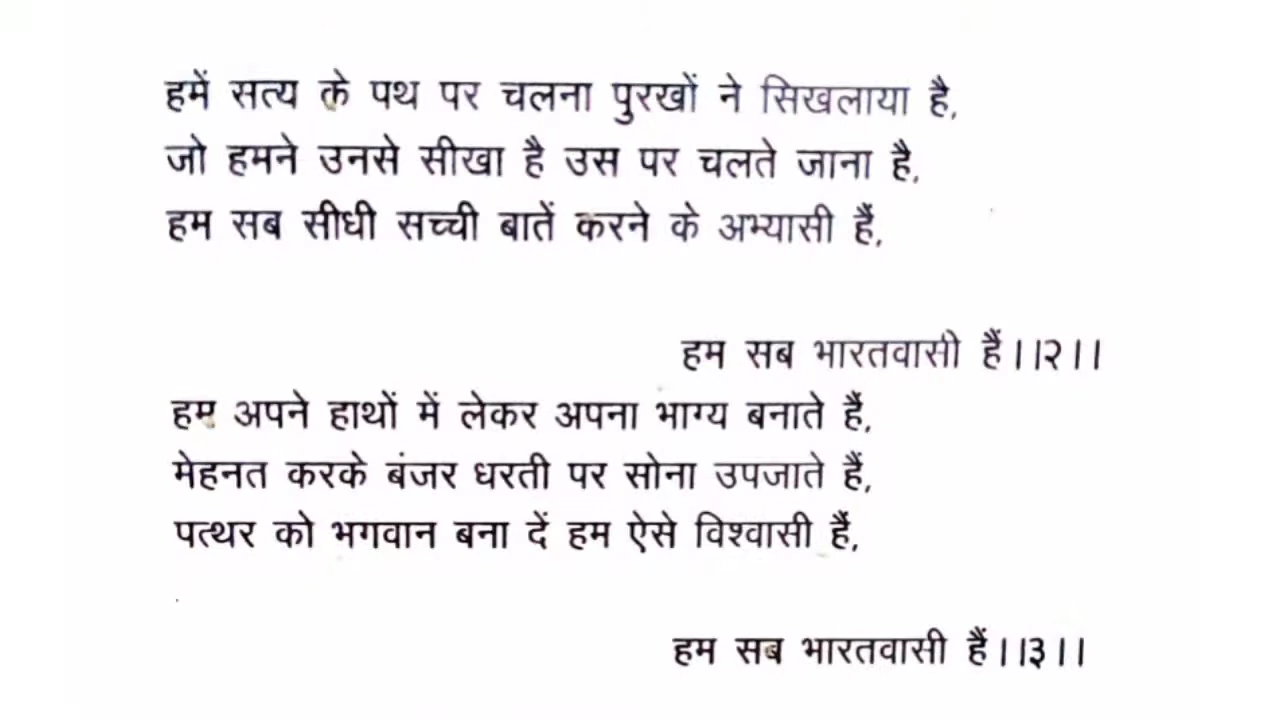 हमें सत्य के पथ पर चलना पुरखों ने सिखलाया है,
जो हमने उनसे सीखा है उस पर चलते जाना है,
हम सब सीधी सच्ची बातें करने के अभ्यासी हैं,
हम सब भारतवासी हैं।।२।।
हम अपने हाथों में लेकर अपना भाग्य बनाते हैं,
मेहनत करके बंजर धरती पर सोना उपजाते हैं,
पत्थर को भगवान बना दें हम ऐसे विश्वासी हैं,
हम सब भारतवासी हैं।।३।।